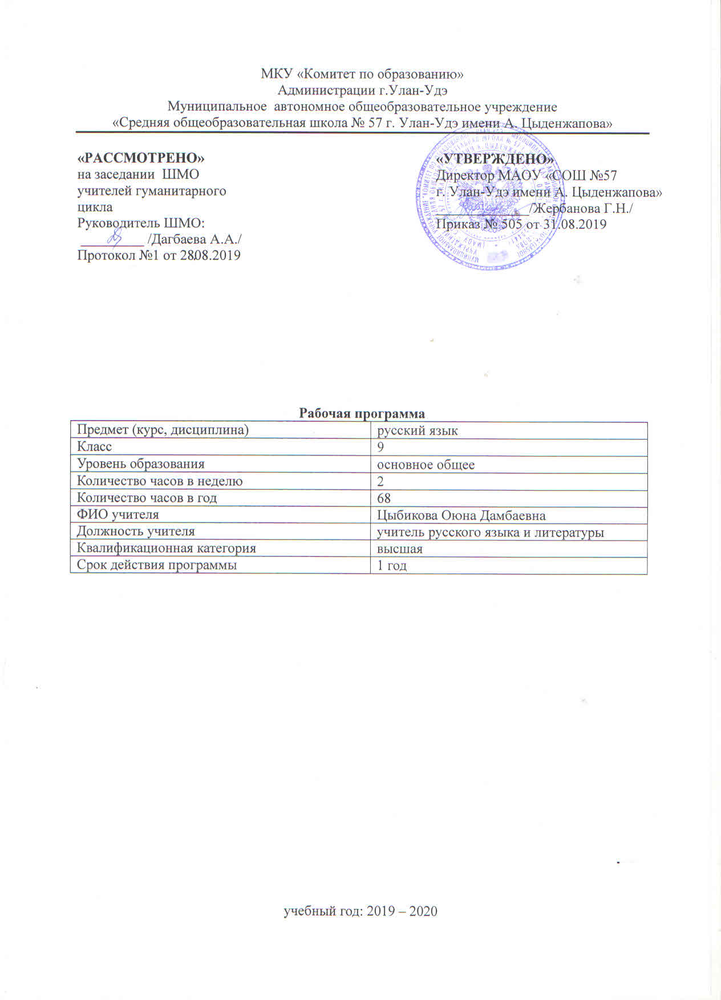 МКУ «Комитет по образованию»
Администрации г.Улан-Удэ
Муниципальное автономное общеобразовательное учреждение
«Средняя общеобразовательная школа № 57 г. Улан-Удэ имени А. Цыденжапова»
«РАССМОТРЕНО»
на заседании ШМО
учителей гуманитарного
цикла
Руководитель ШМО:
__________ /Дагбаева А.А./
Протокол №1 от 28.08.2019
«УТВЕРЖДЕНО»
Директор МАОУ «СОШ №57
г. Улан-Удэ имени А. Цыденжапова»
_______________/Жербанова Г.Н./
Приказ № 505 от 31.08.2019
Рабочая программа
Предмет (курс, дисциплина) русский язык
Класс 9
Уровень образования основное общее
Количество часов в неделю 2
Количество часов в год 68
ФИО учителя Цыбикова Оюна Дамбаевна
Должность учителя учитель русского языка и литературы
Квалификационная категория высшая
Срок действия программы 1 год
учебный год: 2019 – 2020